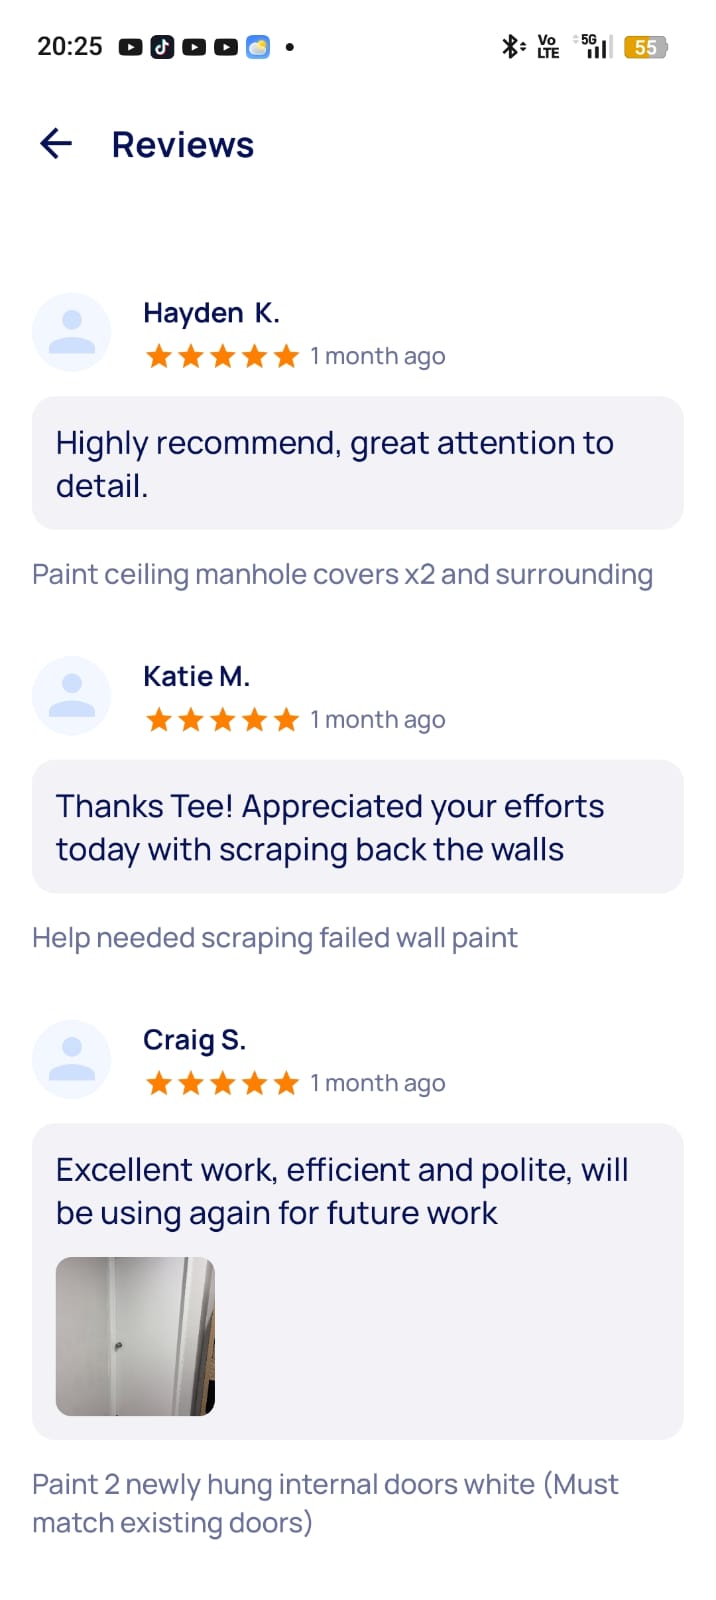 20:25
Vo
LTE
5G
55
Reviews
Hayden K.
1 month ago
Highly recommend, great attention to
detail.
Paint ceiling manhole covers x2 and surrounding
Katie M.
1 month ago
Thanks Tee! Appreciated your efforts
today with scraping back the walls
Help needed scraping failed wall paint
Craig S.
1 month ago
Excellent work, efficient and polite, will
be using again for future work
Paint 2 newly hung internal doors white (Must
match existing doors)